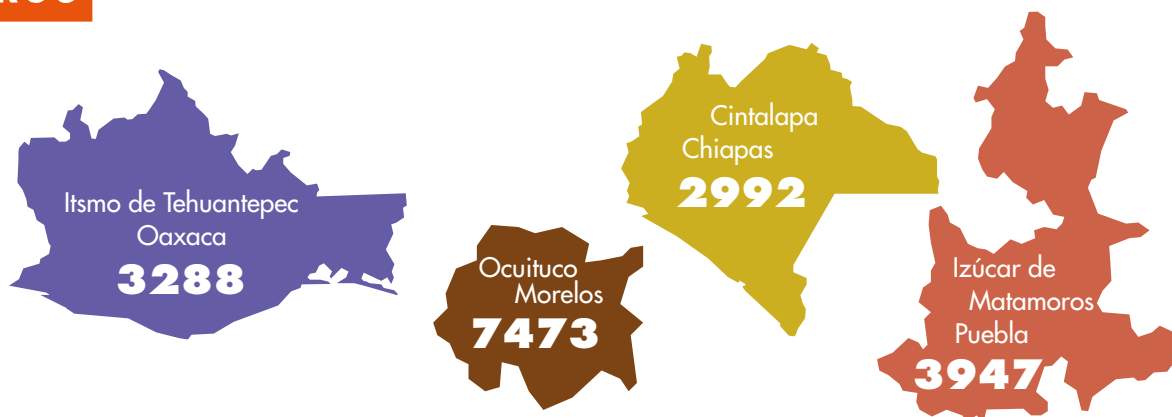 Itsmo de Tehuantepec
Oaxaca
3288
Ocuituco
Morelos
7473
Cintalapa
Chiapas
2992
Izúcar de
Matamoros
Puebla
3947